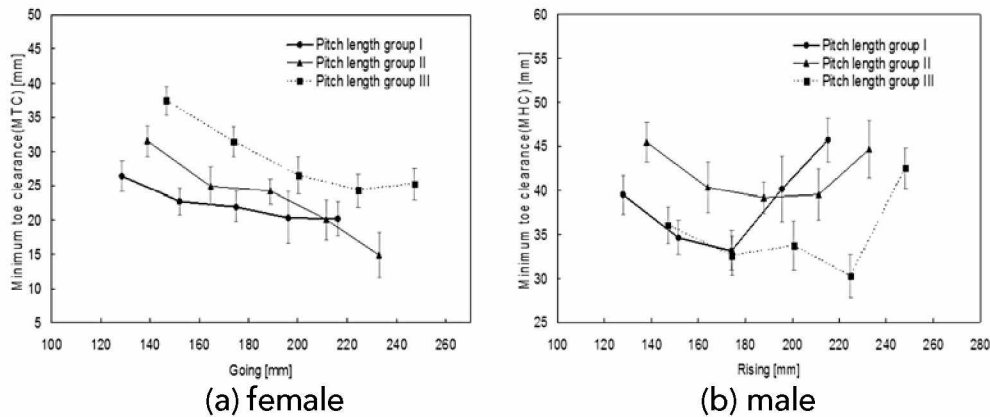 50
45
40
35
30
25
20
15
10
5
Minimum toe clearance(MTC) [mm]
Pitch length group I
Pitch length group II
Pitch length group III
100 120 140 160 180 200 220 240 260
Going [mm]
(a) female
60
55
50
45
40
35
30
25
Minimum toe clearance(MHC) [mm]
Pitch length group I
Pitch length group II
Pitch length group III
100 120 140 160 180 200 220 240 260 280
Rising [mm]
(b) male